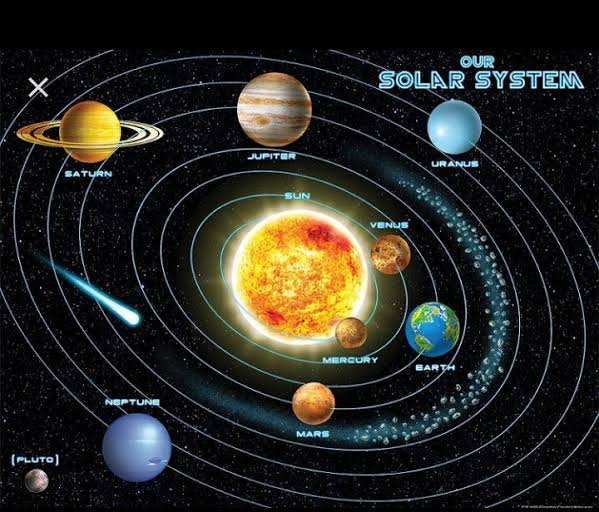 OUR
SOLAR SYSTEM
JUPITER
URANUS
SATURN
SUN
VENUS
MERCURY
EARTH
NEPTUNE
MARS
(PLUTO)